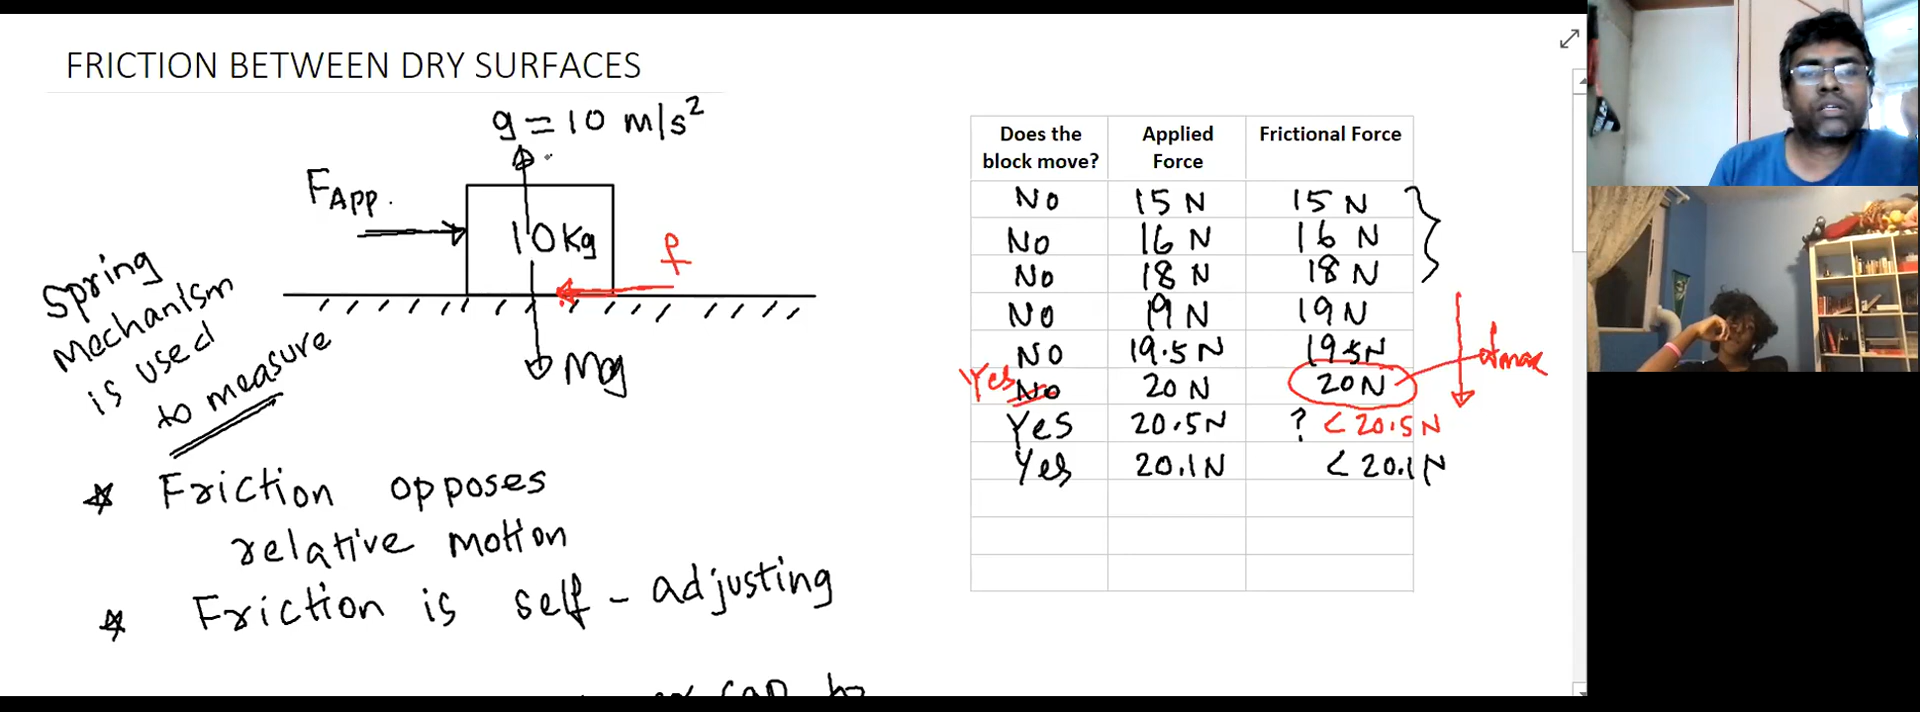 FRICTION BETWEEN DRY SURFACES
g = 10 m/s²
F APP.
10 Kg
f
Mg
Spring
Mechanism
is used
to measure
☆ Friction opposes
relative motion
☆ Friction is self - adjusting
can
Does the block move? Applied Force Frictional Force
No 15 N 15 N
No 16 N 16 N
No 18 N 18 N
No 19 N 19 N
No 19.5 N 19.5 N
Yes No 20 N 20 N fmax
Yes 20.5 N ? < 20.5 N
Yes 20.1 N < 20.1 N